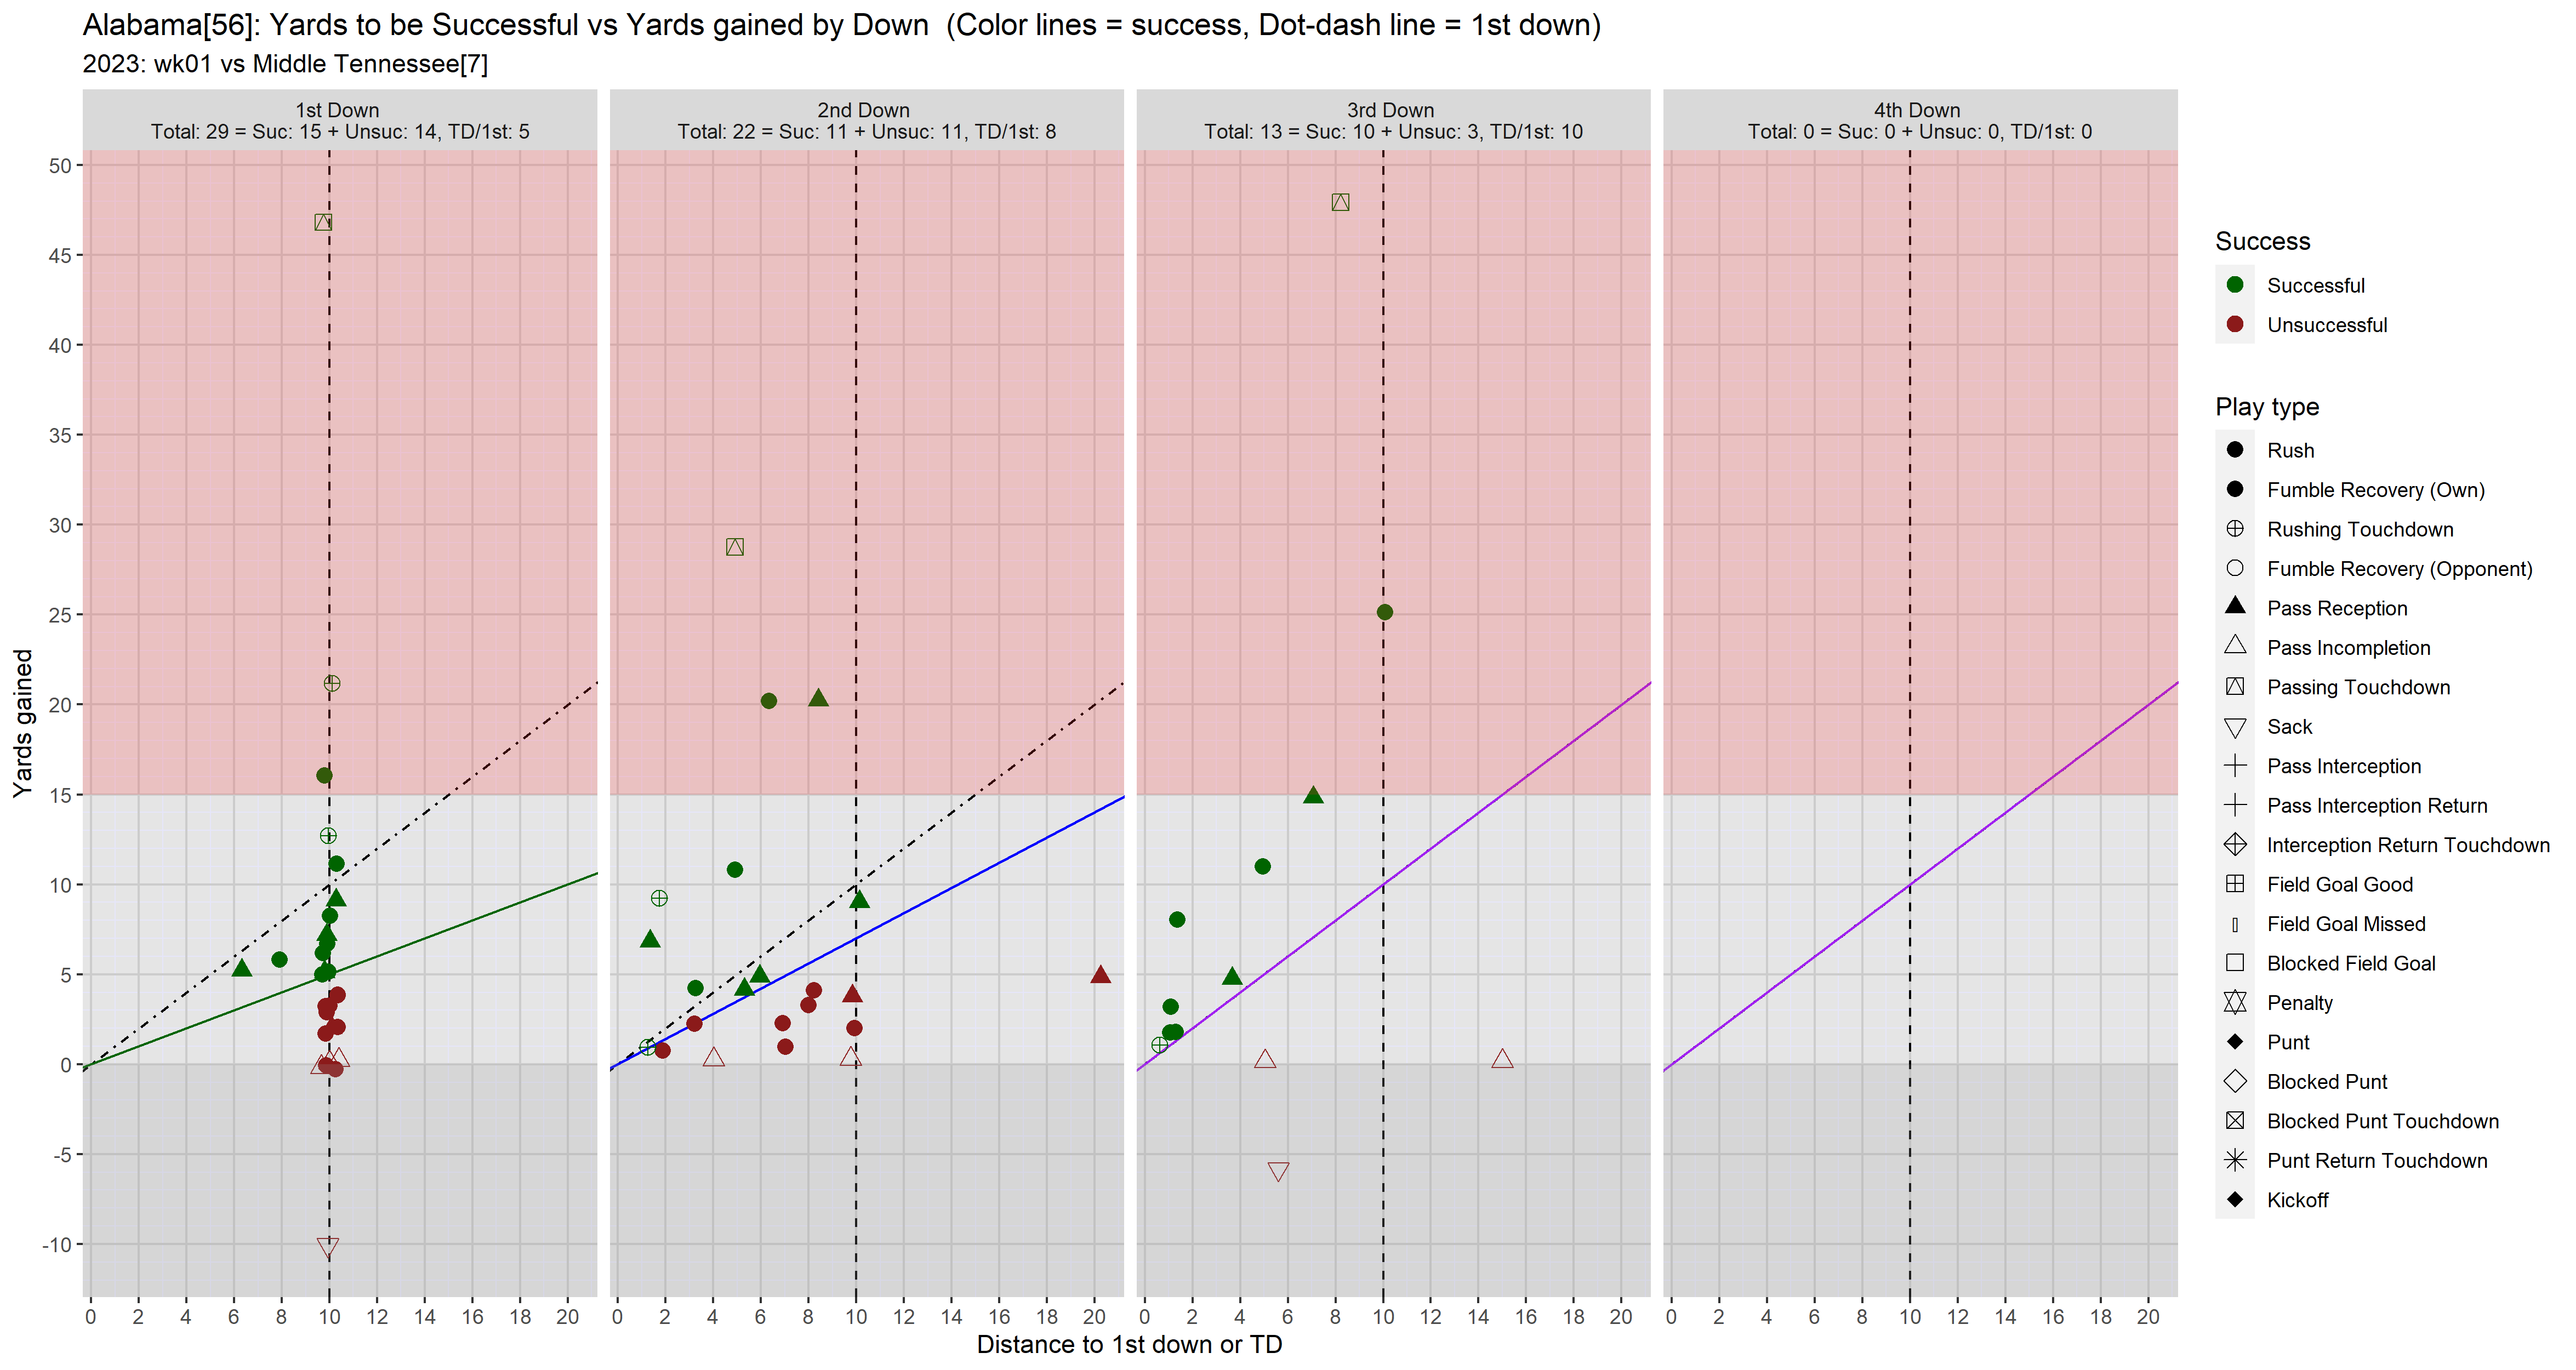 Alabama[56]: Yards to be Successful vs Yards gained by Down  (Color lines = success, Dot-dash line = 1st down)
2023: wk01 vs Middle Tennessee[7]
1st Down
Total: 29 = Suc: 15 + Unsuc: 14, TD/1st: 5
2nd Down
Total: 22 = Suc: 11 + Unsuc: 11, TD/1st: 8
3rd Down
Total: 13 = Suc: 10 + Unsuc: 3, TD/1st: 10
4th Down
Total: 0 = Suc: 0 + Unsuc: 0, TD/1st: 0
Yards gained
50
45
40
35
30
25
20
15
10
5
0
-5
-10
0 2 4 6 8 10 12 14 16 18 20
0 2 4 6 8 10 12 14 16 18 20
0 2 4 6 8 10 12 14 16 18 20
0 2 4 6 8 10 12 14 16 18 20
Distance to 1st down or TD
Success
Successful
Unsuccessful
Play type
Rush
Fumble Recovery (Own)
Rushing Touchdown
Fumble Recovery (Opponent)
Pass Reception
Pass Incompletion
Passing Touchdown
Sack
Pass Interception
Pass Interception Return
Interception Return Touchdown
Field Goal Good
Field Goal Missed
Blocked Field Goal
Penalty
Punt
Blocked Punt
Blocked Punt Touchdown
Punt Return Touchdown
Kickoff